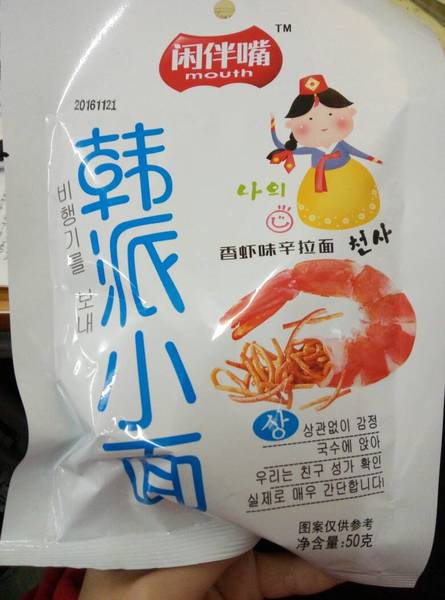 闲伴嘴
TM
mouth
20161121
韩派小面
비행기를 보내
나의
천사
香虾味辛拉面
짱
상관없이 감정
국수에 앉아
우리는 친구 성가 확인
실제로 매우 간단합니다!
图案仅供参考
净含量:50克